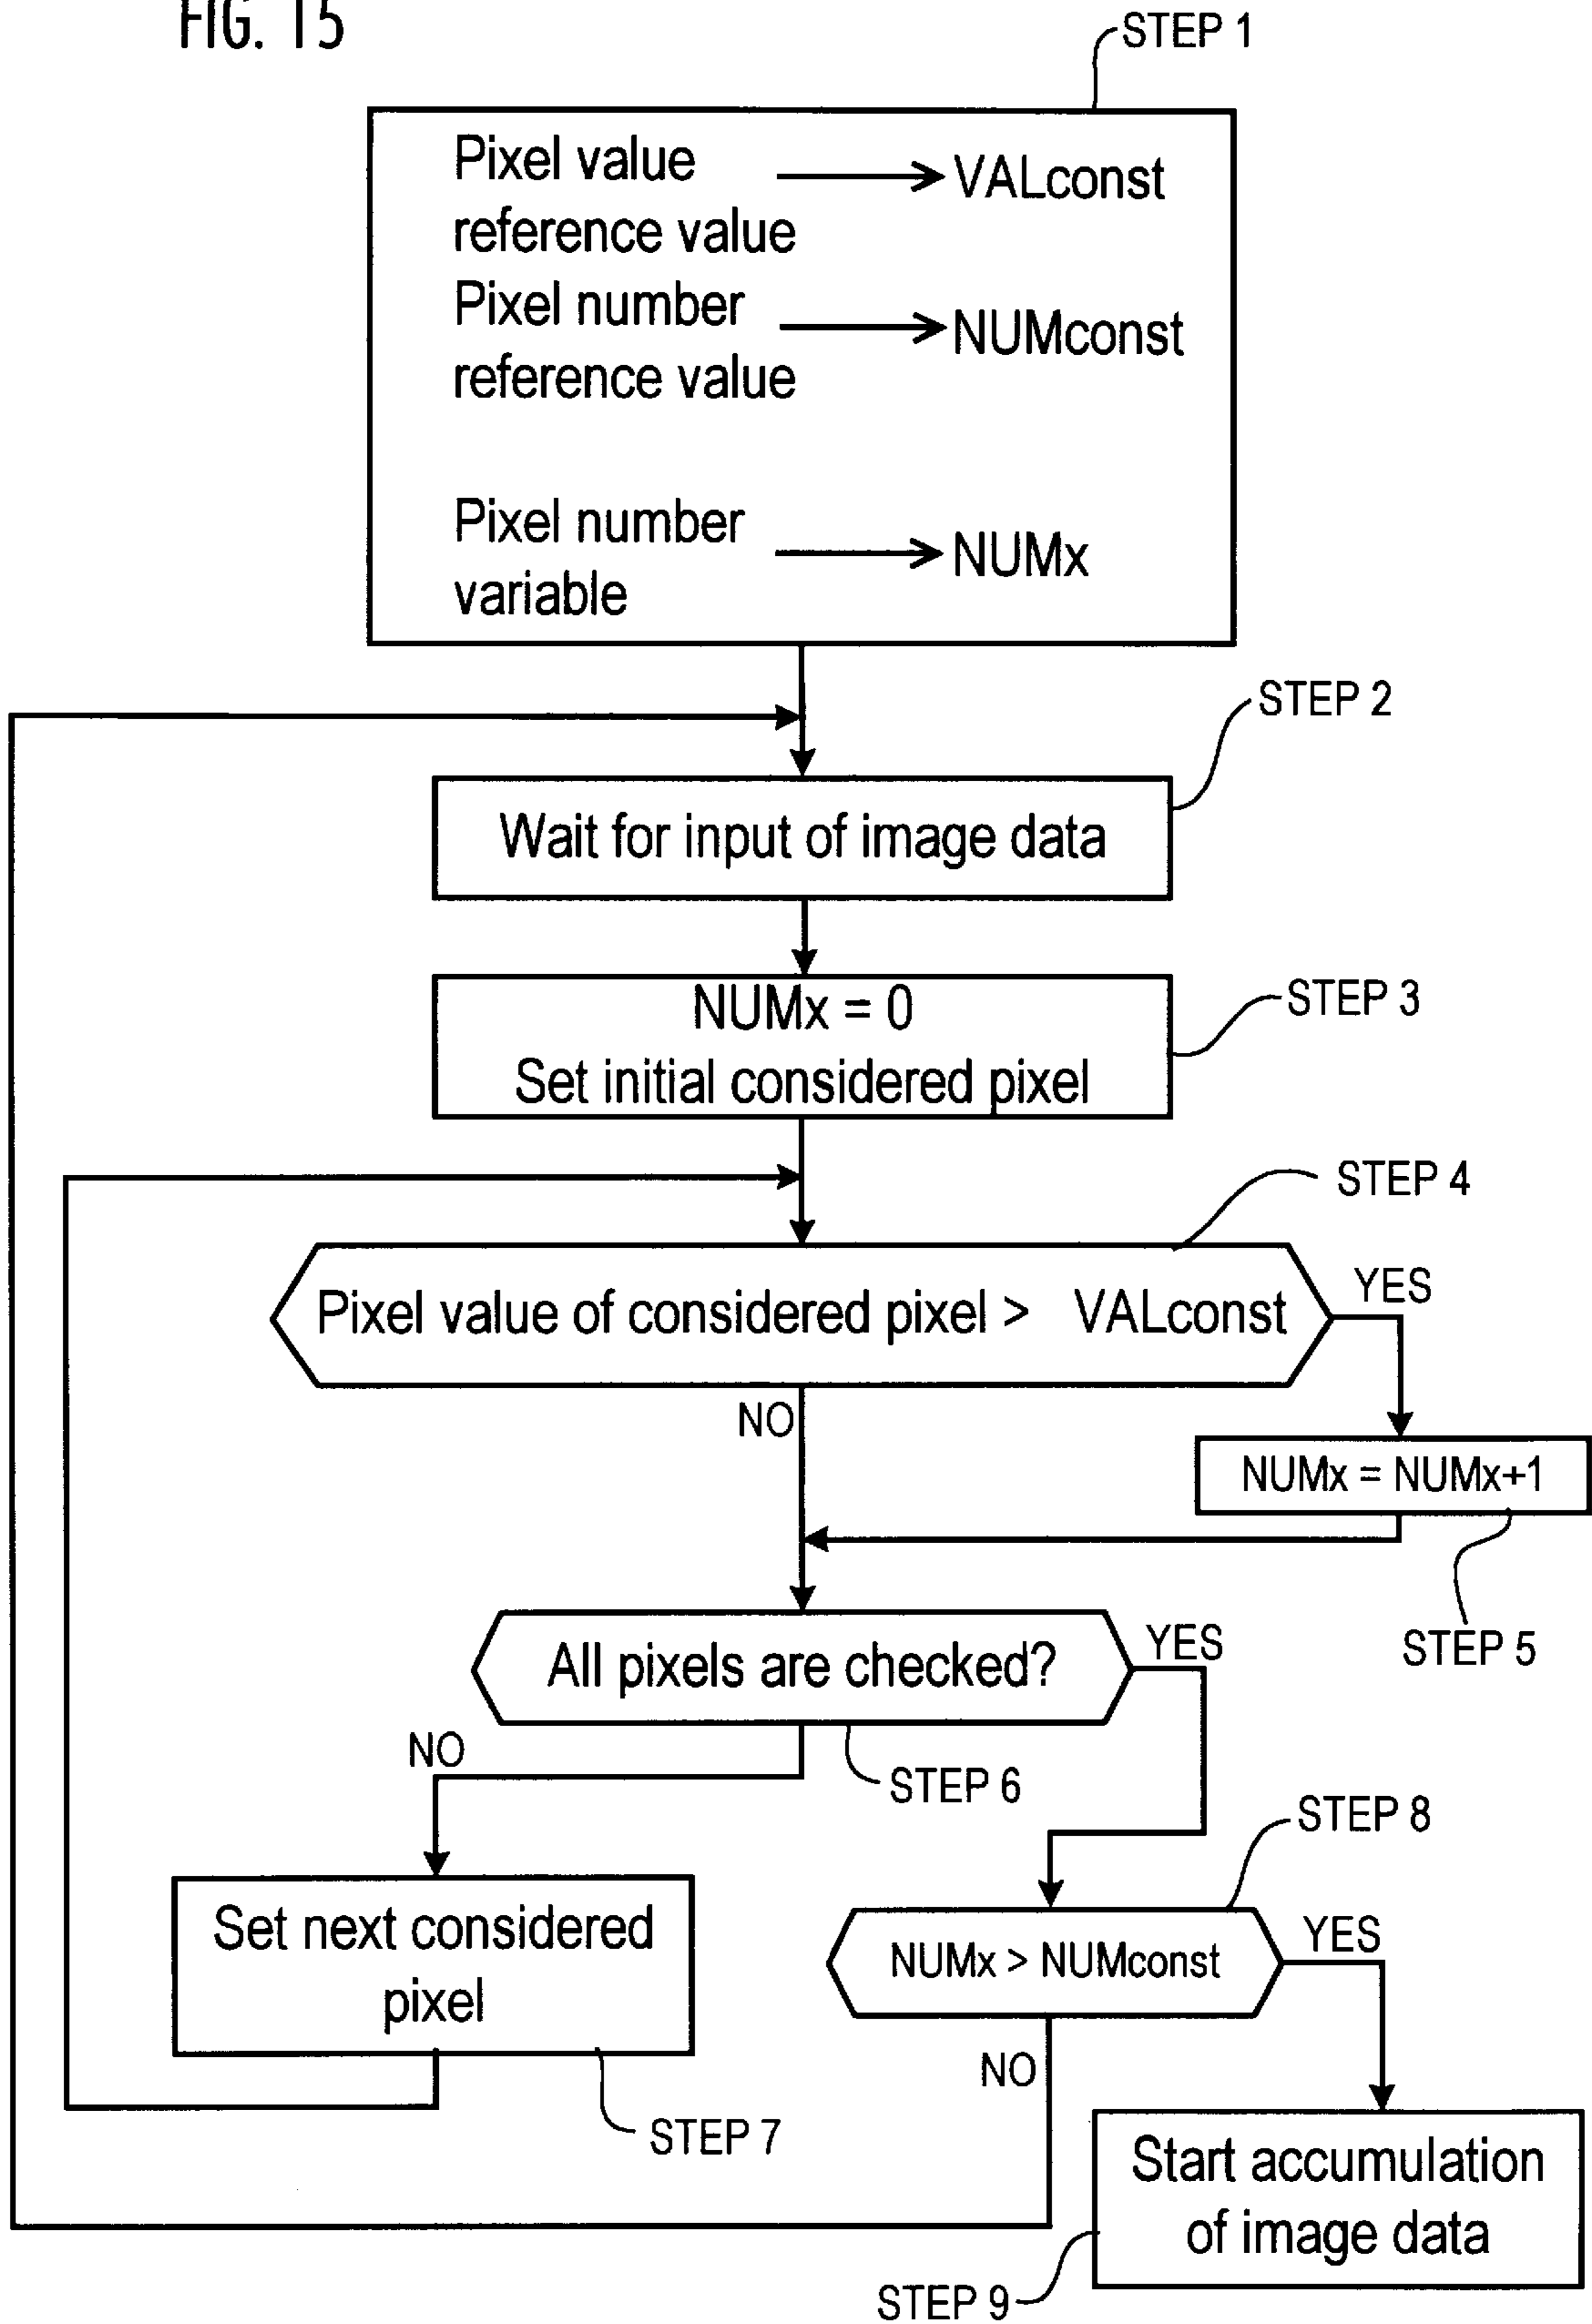 FIG. 15
STEP 1
Pixel value
reference value
VALconst
Pixel number
reference value
NUMconst
Pixel number
variable
NUMx
STEP 2
Wait for input of image data
STEP 3
NUMx = 0
Set initial considered pixel
STEP 4
Pixel value of considered pixel > VALconst
YES
NO
NUMx = NUMx+1
STEP 5
All pixels are checked?
YES
NO
STEP 6
STEP 8
Set next considered
pixel
STEP 7
NUMx > NUMconst
YES
NO
Start accumulation
of image data
STEP 9